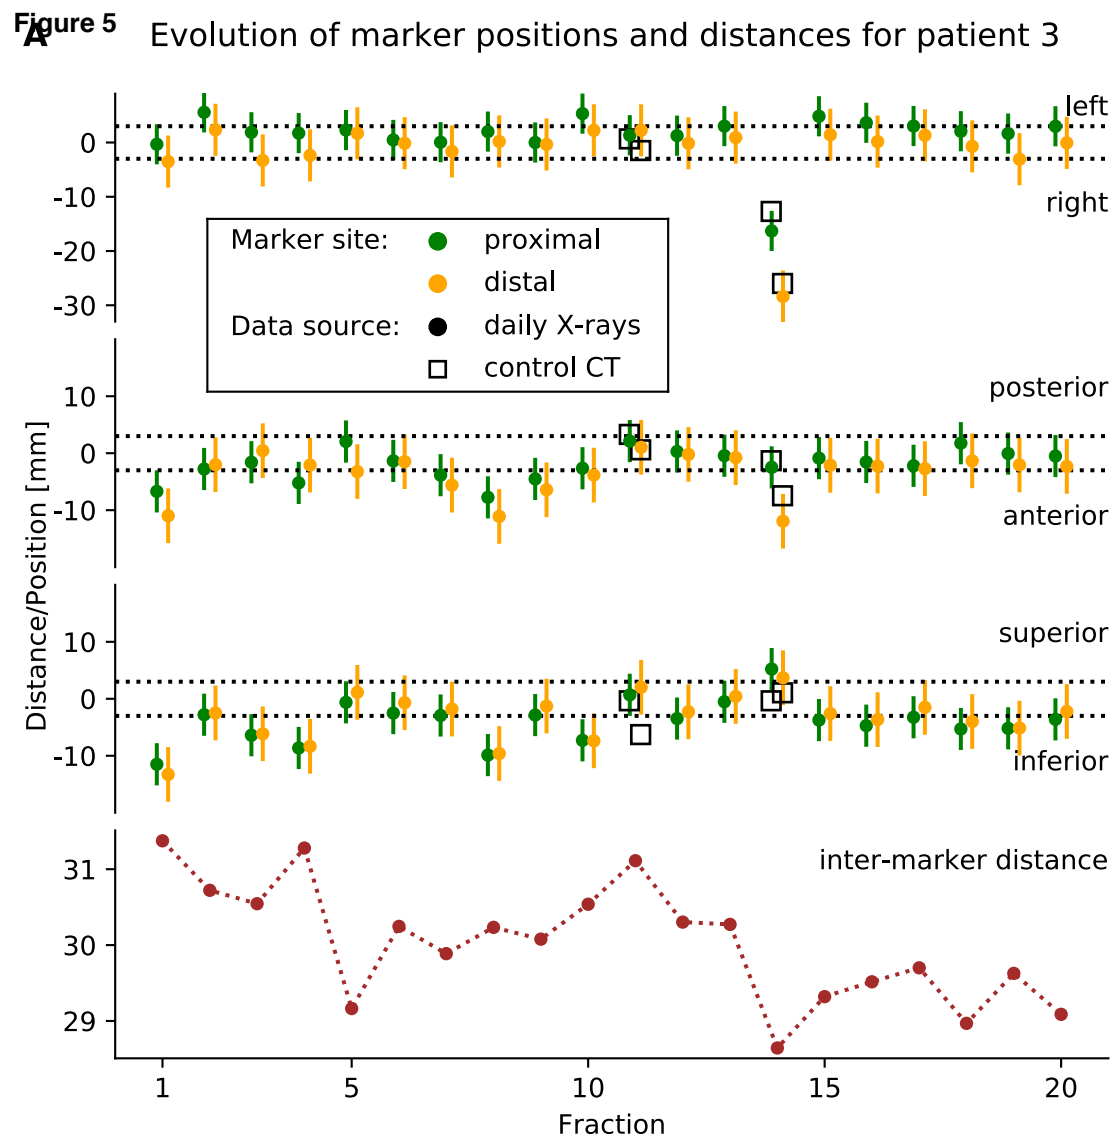 Figure 5
A
Evolution of marker positions and distances for patient 3
left
0
-10
right
-20
-30
Marker site:
proximal
distal
Data source:
daily X-rays
control CT
Distance/Position [mm]
posterior
10
0
-10
anterior
superior
10
0
-10
inferior
inter-marker distance
31
30
29
1 5 10 15 20
Fraction